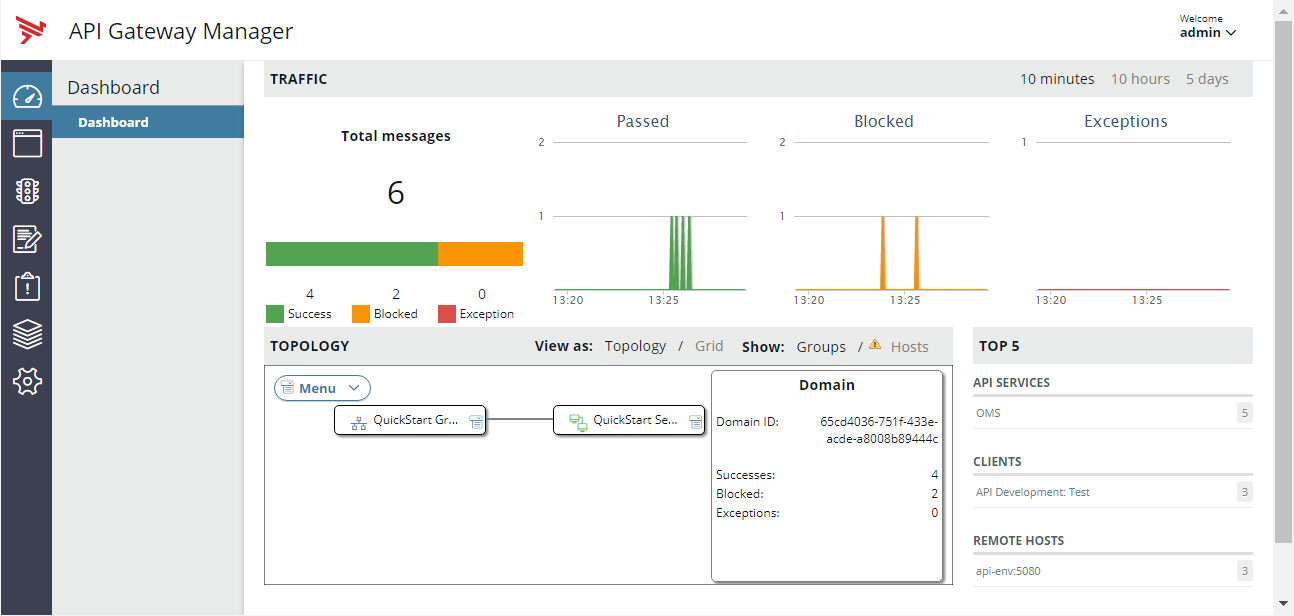 API Gateway Manager
Welcome
admin
Dashboard
Dashboard
TRAFFIC
10 minutes 10 hours 5 days
Total messages
6
4 2 0
Success Blocked Exception
Passed
2
1
13:20 13:25
Blocked
2
1
13:20 13:25
Exceptions
1
13:20 13:25
TOPOLOGY
View as: Topology / Grid Show: Groups / Hosts
Menu
QuickStart Gr...
QuickStart Se...
Domain
Domain ID: 65cd4036-751f-433e-
acde-a8008b89444c
Successes: 4
Blocked: 2
Exceptions: 0
TOP 5
API SERVICES
OMS 5
CLIENTS
API Development: Test 3
REMOTE HOSTS
api-env:5080 3